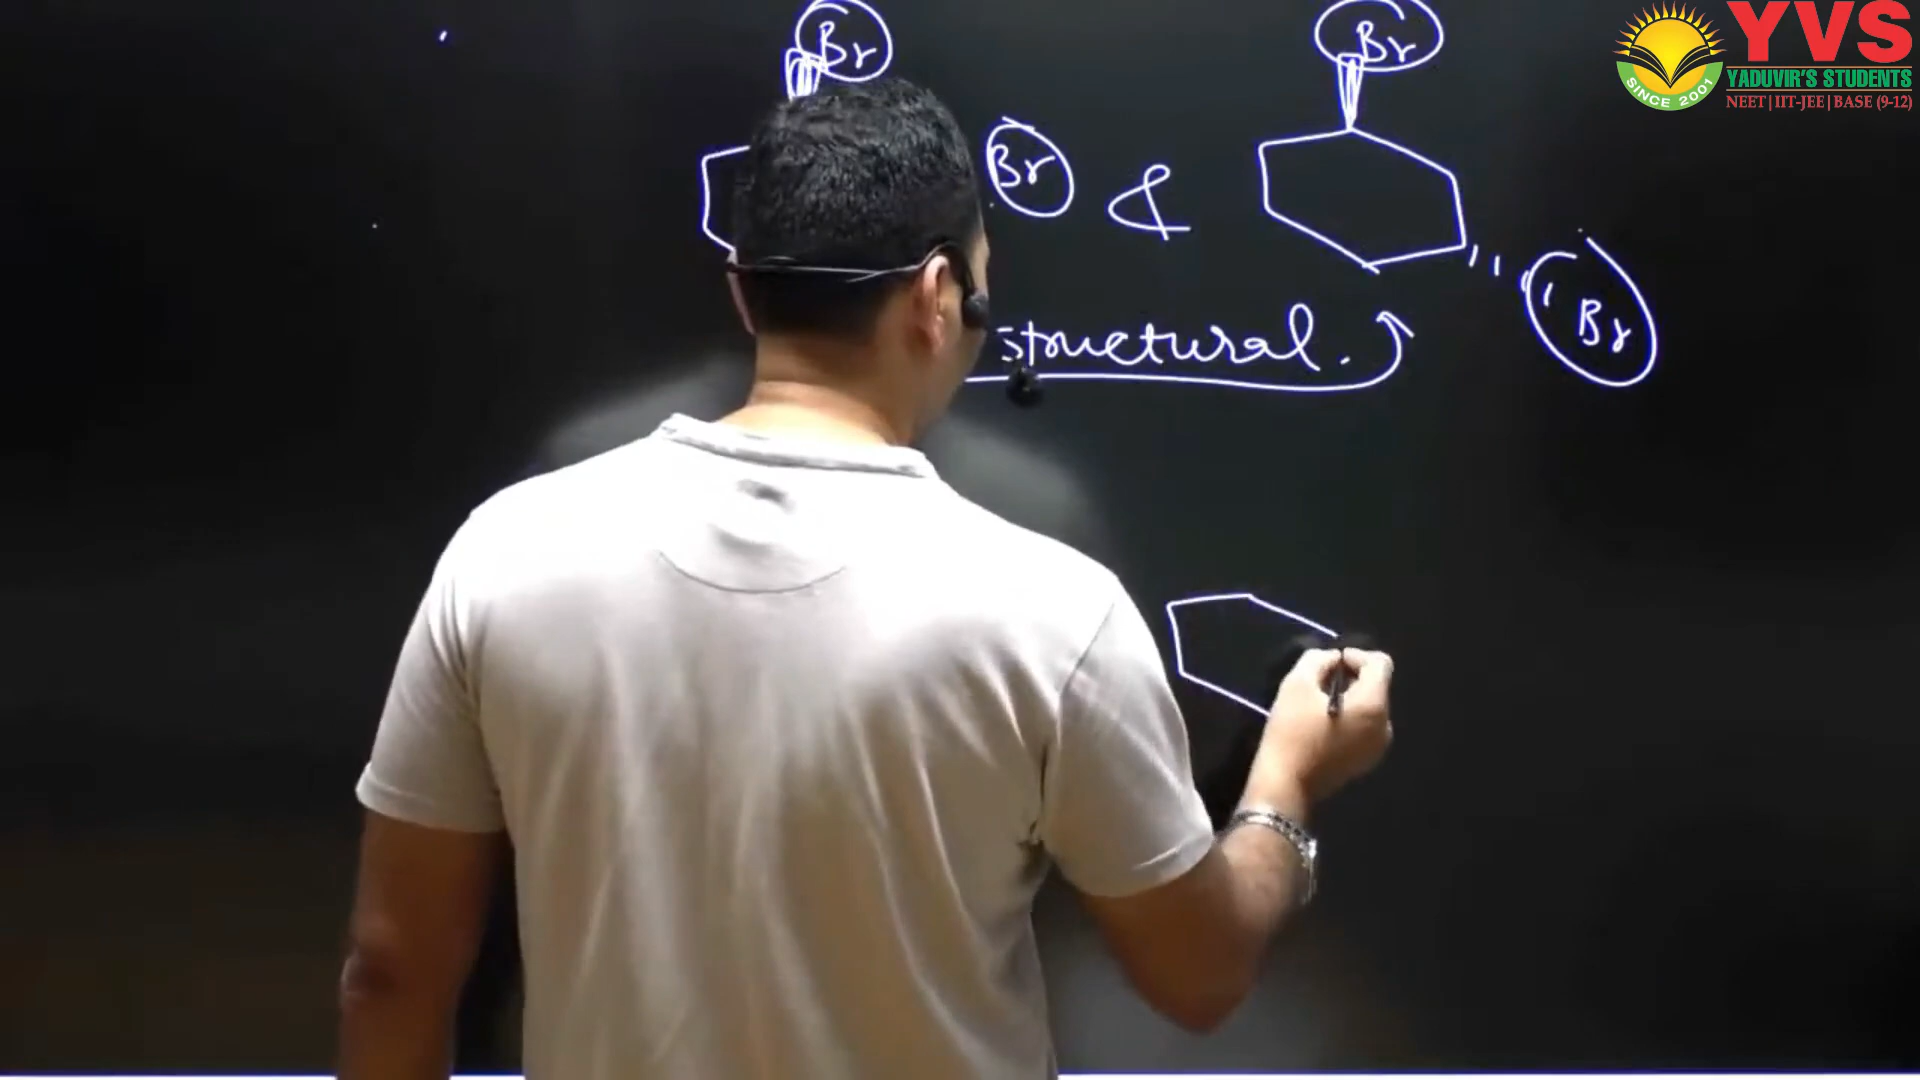 Br
Br
YVS
YADUVIR'S STUDENTS
NEET | IIT-JEE | BASE (9-12)
SINCE 2001
Br
&
Br
structural.